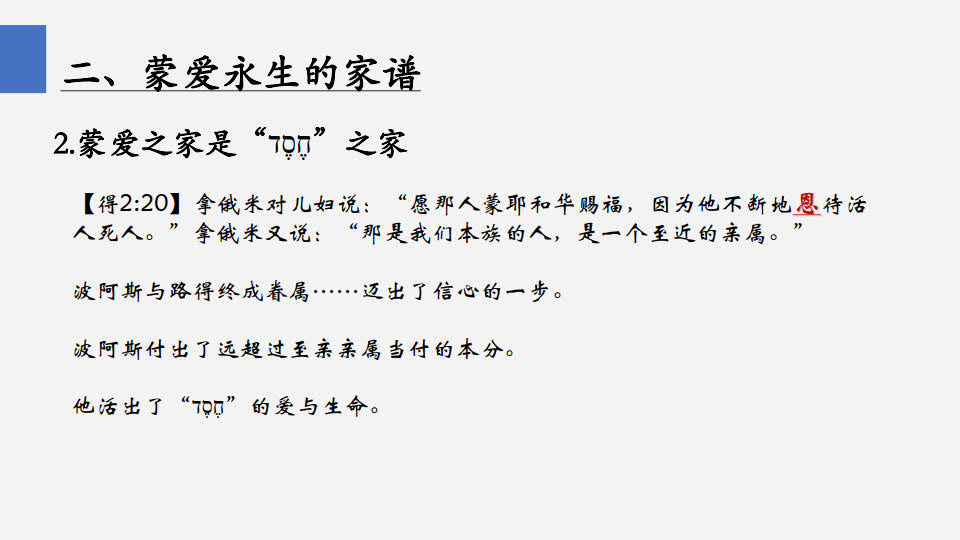 二、蒙爱永生的家谱
2.蒙爱之家是“חֶסֶד”之家
【得2:20】拿俄米对儿妇说：“愿那人蒙耶和华赐福，因为他不断地恩待活
人死人。”拿俄米又说：“那是我们本族的人，是一个至近的亲属。”
波阿斯与路得终成眷属……迈出了信心的一步。
波阿斯付出了远超过至亲亲属当付的本分。
他活出了“חֶסֶד”的爱与生命。